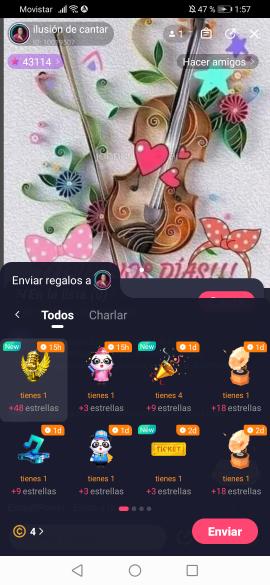 Movistar 47 % 1:57
ilusión de cantar
1
43114
Hacer amigos >
DÍAS!!!
Enviar regalos a
Todos Charlar
New 15h
15h
New 1d
1d
tienes 1
tienes 1
tienes 4
tienes 1
+48 estrellas
+3 estrellas
+9 estrellas
+18 estrellas
1d
1d
New 2d
2d
TICKET
tienes 1
tienes 1
tienes 1
tienes 1
+9 estrellas
+3 estrellas
+3 estrellas
+18 estrellas
4 >
Enviar